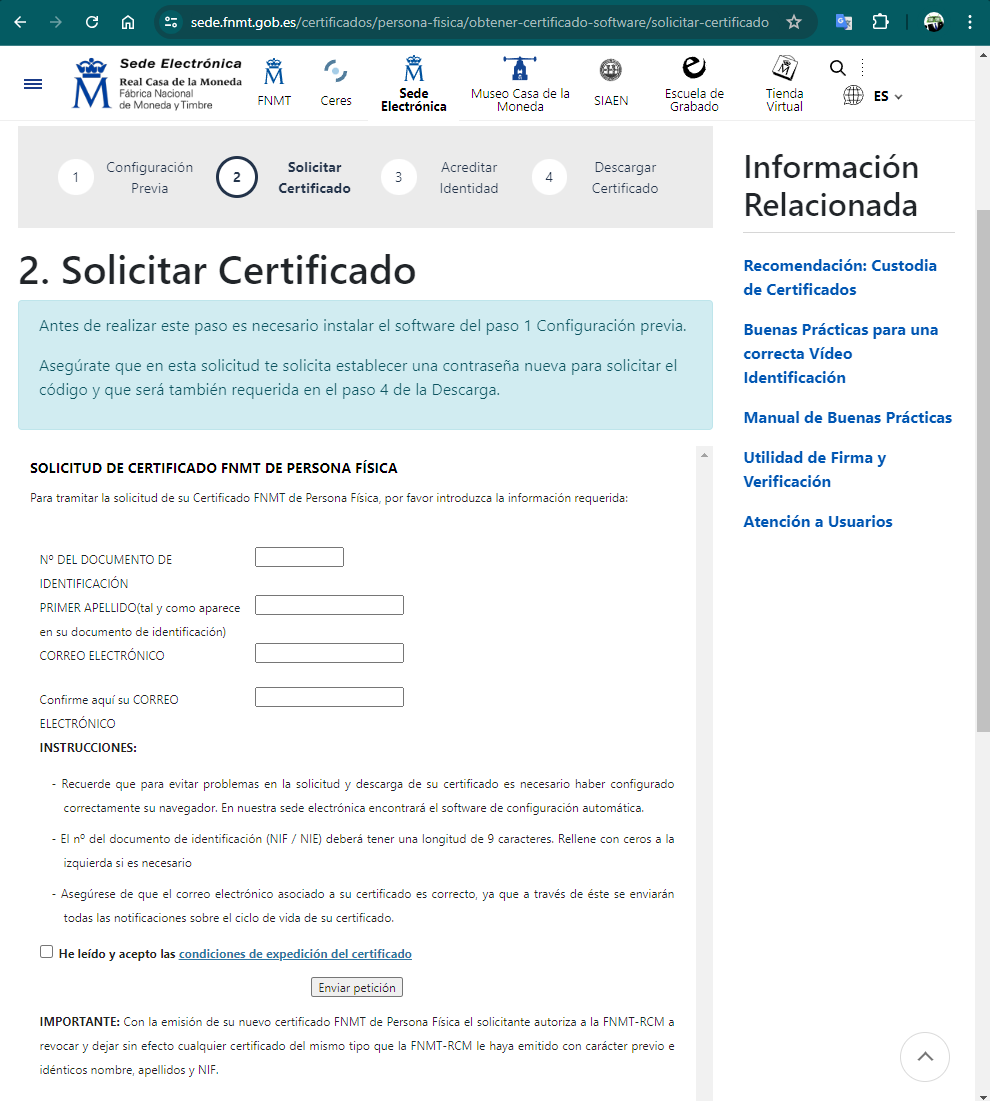 sede.fnmt.gob.es/certificados/persona-fisica/obtener-certificado-software/solicitar-certificado
Sede Electrónica
Real Casa de la Moneda
Fábrica Nacional
de Moneda y Timbre
FNMT
Ceres
Sede
Electrónica
Museo Casa de la
Moneda
SIAEN
Escuela de
Grabado
Tienda
Virtual
ES
1
Configuración
Previa
2
Solicitar
Certificado
3
Acreditar
Identidad
4
Descargar
Certificado
2. Solicitar Certificado
Antes de realizar este paso es necesario instalar el software del paso 1 Configuración previa.
Asegúrate que en esta solicitud te solicita establecer una contraseña nueva para solicitar el
código y que será también requerida en el paso 4 de la Descarga.
SOLICITUD DE CERTIFICADO FNMT DE PERSONA FÍSICA
Para tramitar la solicitud de su Certificado FNMT de Persona Física, por favor introduzca la información requerida:
Nº DEL DOCUMENTO DE
IDENTIFICACIÓN
PRIMER APELLIDO(tal y como aparece
en su documento de identificación)
CORREO ELECTRÓNICO
Confirme aquí su CORREO
ELECTRÓNICO
INSTRUCCIONES:
- Recuerde que para evitar problemas en la solicitud y descarga de su certificado es necesario haber configurado
correctamente su navegador. En nuestra sede electrónica encontrará el software de configuración automática.
- El nº del documento de identificación (NIF / NIE) deberá tener una longitud de 9 caracteres. Rellene con ceros a la
izquierda si es necesario
- Asegúrese de que el correo electrónico asociado a su certificado es correcto, ya que a través de éste se enviarán
todas las notificaciones sobre el ciclo de vida de su certificado.
He leído y acepto las condiciones de expedición del certificado
Enviar petición
IMPORTANTE: Con la emisión de su nuevo certificado FNMT de Persona Física el solicitante autoriza a la FNMT-RCM a
revocar y dejar sin efecto cualquier certificado del mismo tipo que la FNMT-RCM le haya emitido con carácter previo e
idénticos nombre, apellidos y NIF.
Información
Relacionada
Recomendación: Custodia
de Certificados
Buenas Prácticas para una
correcta Vídeo
Identificación
Manual de Buenas Prácticas
Utilidad de Firma y
Verificación
Atención a Usuarios